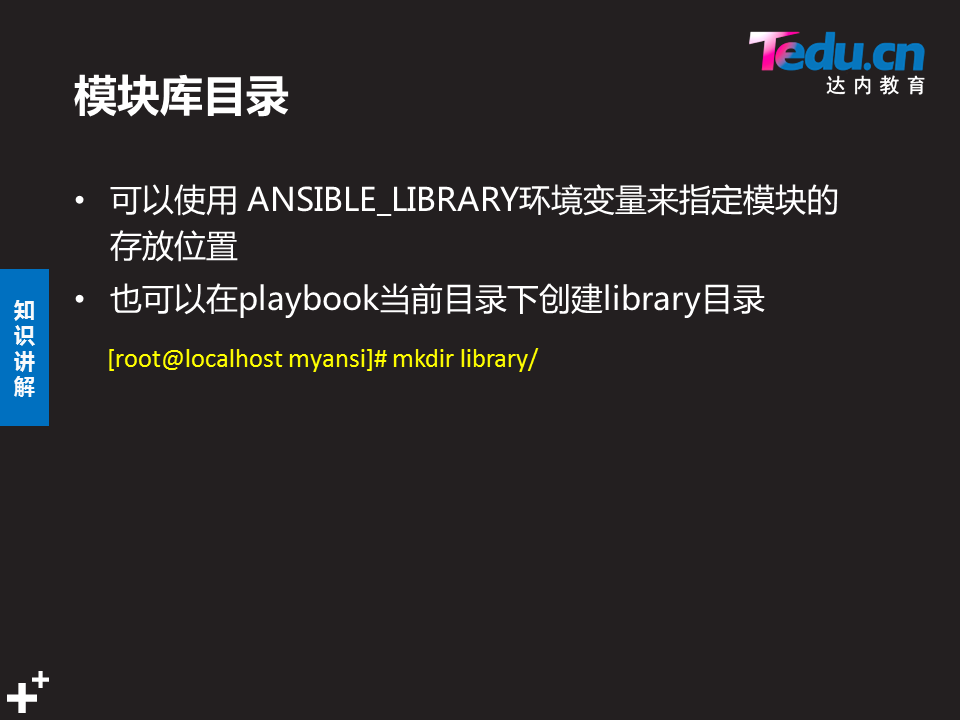 Tedu.cn
达内教育
模块库目录
• 可以使用 ANSIBLE_LIBRARY环境变量来指定模块的
存放位置
• 也可以在playbook当前目录下创建library目录
[root@localhost myansi]# mkdir library/
知
识
讲
解